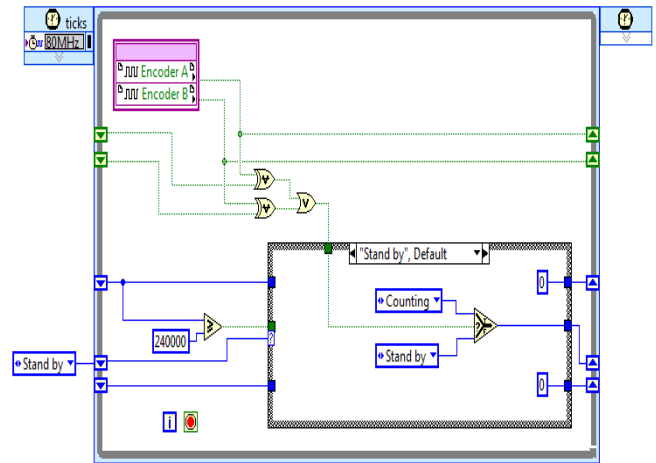 ticks
80MHz
Encoder A
Encoder B
"Stand by", Default
0
Counting
240000
?
Stand by
Stand by
0
i